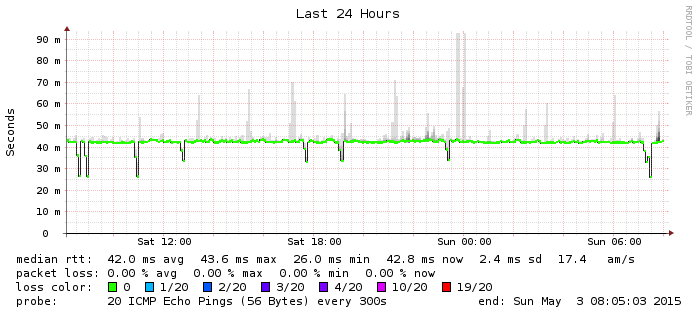 Last 24 Hours
RRDTOOL / TOBI OETIKER
Seconds
90 m
80 m
70 m
60 m
50 m
40 m
30 m
20 m
10 m
0
Sat 12:00 Sat 18:00 Sun 00:00 Sun 06:00
median rtt: 42.0 ms avg 43.6 ms max 26.0 ms min 42.8 ms now 2.4 ms sd 17.4 am/s
packet loss: 0.00 % avg 0.00 % max 0.00 % min 0.00 % now
loss color: 0 1/20 2/20 3/20 4/20 10/20 19/20
probe: 20 ICMP Echo Pings (56 Bytes) every 300s end: Sun May 3 08:05:03 2015